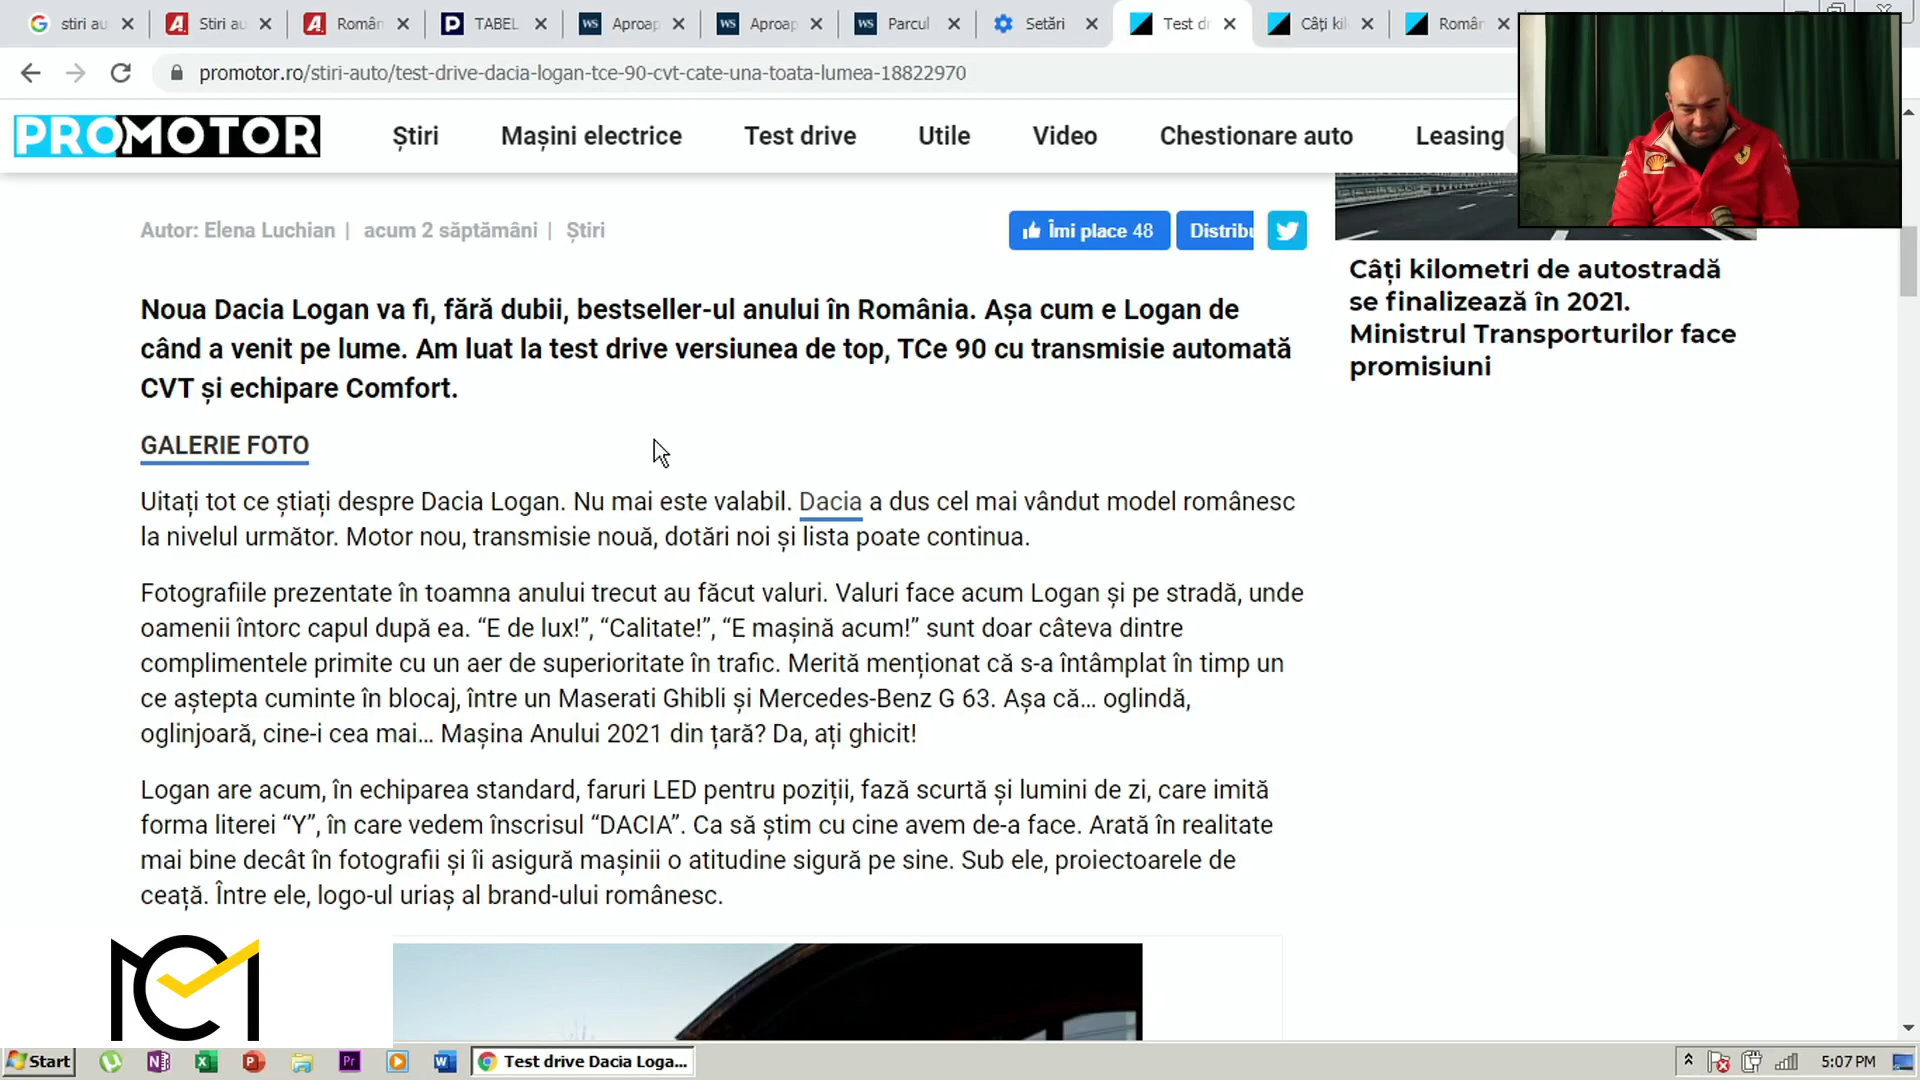 stiri au
Stiri au
Român
TABEL
WS
Aproap
WS
Aproap
WS
Parcul
Setări
Test dr
Câți kil
Român
promotor.ro/stiri-auto/test-drive-dacia-logan-tce-90-cvt-cate-una-toata-lumea-18822970
PROMOTOR
Știri
Mașini electrice
Test drive
Utile
Video
Chestionare auto
Leasing
Autor: Elena Luchian | acum 2 săptămâni | Știri
Îmi place 48
Distribu
Câți kilometri de autostradă
se finalizează în 2021.
Ministrul Transporturilor face
promisiuni
Noua Dacia Logan va fi, fără dubii, bestseller-ul anului în România. Așa cum e Logan de
când a venit pe lume. Am luat la test drive versiunea de top, TCe 90 cu transmisie automată
CVT și echipare Comfort.
GALERIE FOTO
Uitați tot ce știați despre Dacia Logan. Nu mai este valabil. Dacia a dus cel mai vândut model românesc
la nivelul următor. Motor nou, transmisie nouă, dotări noi și lista poate continua.
Fotografiile prezentate în toamna anului trecut au făcut valuri. Valuri face acum Logan și pe stradă, unde
oamenii întorc capul după ea. “E de lux!”, “Calitate!”, “E mașină acum!” sunt doar câteva dintre
complimentele primite cu un aer de superioritate în trafic. Merită menționat că s-a întâmplat în timp un
ce aștepta cuminte în blocaj, între un Maserati Ghibli și Mercedes-Benz G 63. Așa că… oglindă,
oglinjoară, cine-i cea mai… Mașina Anului 2021 din țară? Da, ați ghicit!
Logan are acum, în echiparea standard, faruri LED pentru poziții, fază scurtă și lumini de zi, care imită
forma literei “Y”, în care vedem înscrisul “DACIA”. Ca să știm cu cine avem de-a face. Arată în realitate
mai bine decât în fotografii și îi asigură mașinii o atitudine sigură pe sine. Sub ele, proiectoarele de
ceață. Între ele, logo-ul uriaș al brand-ului românesc.
Start
Test drive Dacia Loga...
5:07 PM